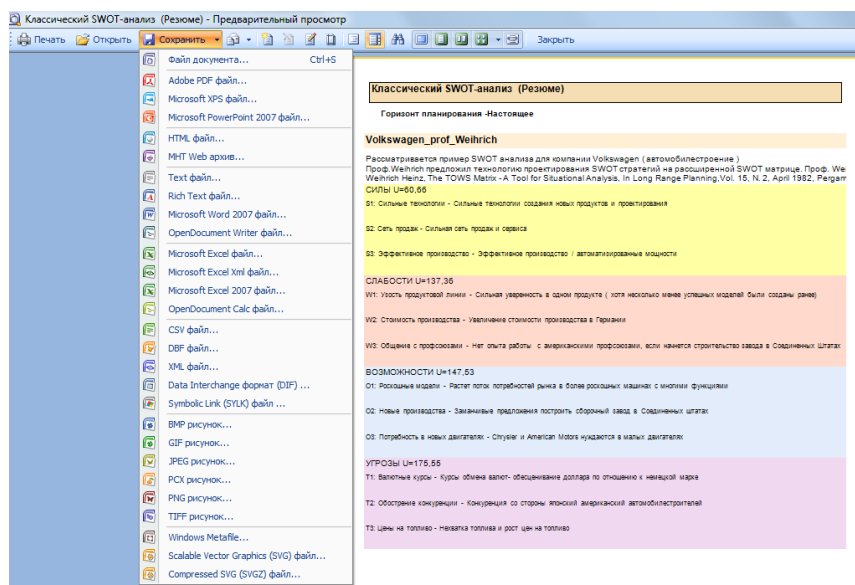 Классический SWOT-анализ (Резюме) - Предварительный просмотр
Печать Открыть Сохранить Закрыть
Файл документа... Ctrl+S
Adobe PDF файл...
Microsoft XPS файл...
Microsoft PowerPoint 2007 файл...
HTML файл...
MHT Web архив...
Text файл...
Rich Text файл...
Microsoft Word 2007 файл...
OpenDocument Writer файл...
Microsoft Excel файл...
Microsoft Excel Xml файл...
Microsoft Excel 2007 файл...
OpenDocument Calc файл...
CSV файл...
DBF файл...
XML файл...
Data Interchange формат (DIF) ...
Symbolic Link (SYLK) файл ...
BMP рисунок...
GIF рисунок...
JPEG рисунок...
PCX рисунок...
PNG рисунок...
TIFF рисунок...
Windows Metafile...
Scalable Vector Graphics (SVG) файл...
Compressed SVG (SVGZ) файл...
Классический SWOT-анализ (Резюме)
Горизонт планирования -Настоящее
Volkswagen_prof_Weihrich
Рассматривается пример SWOT анализа для компании Volkswagen ( автомобилестроение )
Проф.Weihrich предложил технологию проектирования SWOT стратегий на расширенной SWOT матрице. Проф. We
Weihrich Heinz, The TOWS Matrix - A Tool for Situational Analysis, In Long Range Planning,Vol. 15, N. 2, April 1982, Pergam
СИЛЫ U=60,66
S1: Сильные технологии - Сильные технологии создания новых продуктов и проектирования
S2: Сеть продаж - Сильная сеть продаж и сервиса
S3: Эффективное производство - Эффективное производство / автоматизированные мощности
СЛАБОСТИ U=137,36
W1: Узость продуктовой линии - Сильная уверенность в одном продукте ( хотя несколько менее успешных моделей были созданы ранее)
W2: Стоимость производства - Увеличение стоимости производства в Германии
W3: Общение с профсоюзами - Нет опыта работы с американскими профсоюзами, если начнется строительство завода в Соединенных Штатах
ВОЗМОЖНОСТИ U=147,53
O1: Роскошные модели - Растет поток потребностей рынка в более роскошных машинах с многими функциями
O2: Новые производства - Заманчивые предложения построить сборочный завод в Соединенных штатах
O3: Потребность в новых двигателях - Chrysler и American Motors нуждаются в малых двигателях
УГРОЗЫ U=175,55
T1: Валютные курсы - Курсы обмена валют- обесценивание доллара по отношению к немецкой марке
T2: Обострение конкуренции - Конкуренция со стороны японский американский автомобилестроителей
T3: Цены на топливо - Нехватка топлива и рост цен на топливо